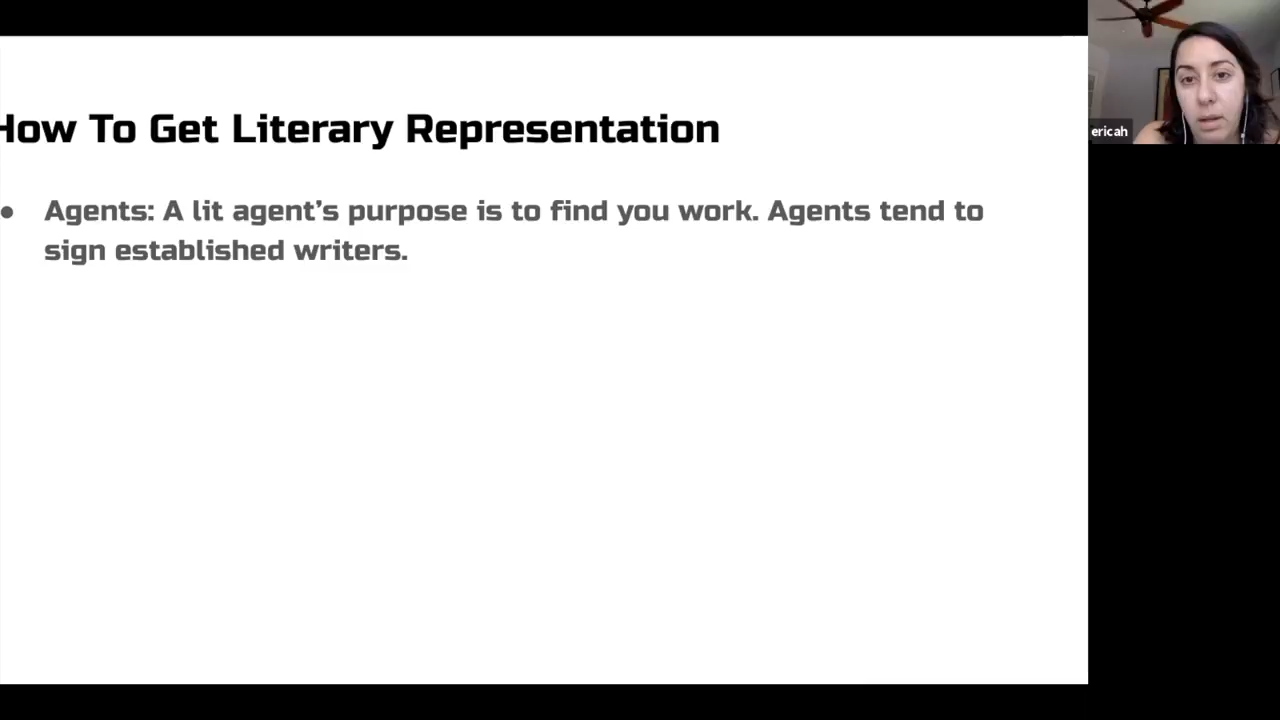 How To Get Literary Representation
● Agents: A lit agent’s purpose is to find you work. Agents tend to
sign established writers.
ericah